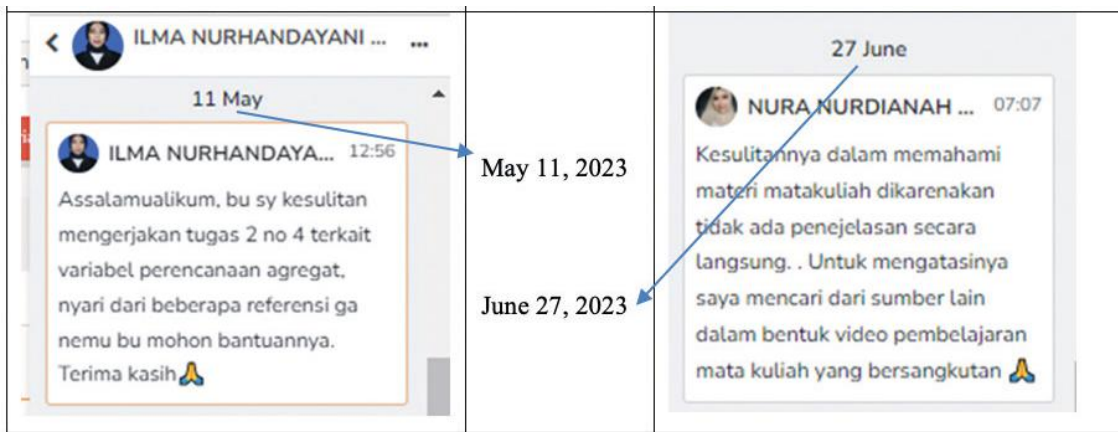 ILMA NURHANDAYANI ...
11 May
ILMA NURHANDAYA... 12:56
Assalamualikum, bu sy kesulitan
mengerjakan tugas 2 no 4 terkait
variabel perencanaan agregat,
nyari dari beberapa referensi ga
nemu bu mohon bantuannya.
Terima kasih🙏
May 11, 2023
June 27, 2023
27 June
NURA NURDIANAH ... 07:07
Kesulitannya dalam memahami
materi matakuliah dikarenakan
tidak ada penejelasan secara
langsung. . Untuk mengatasinya
saya mencari dari sumber lain
dalam bentuk video pembelajaran
mata kuliah yang bersangkutan 🙏